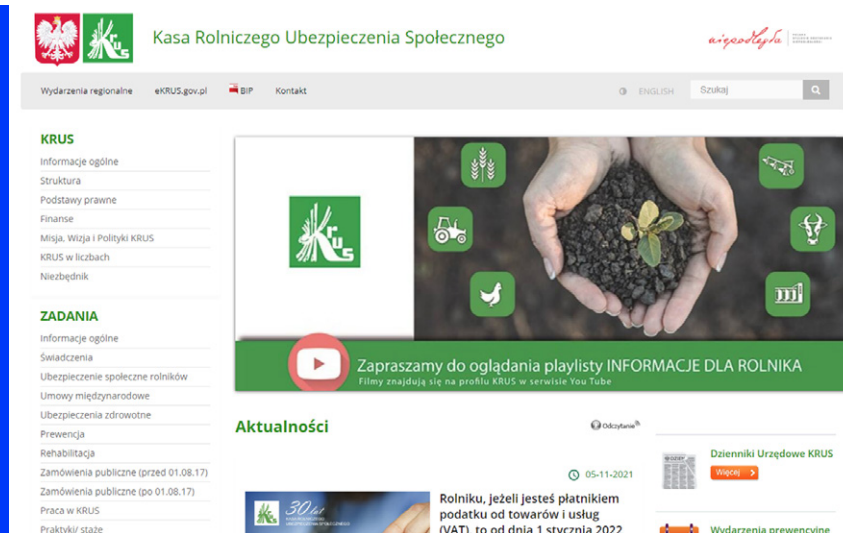 Krus
Kasa Rolniczego Ubezpieczenia Społecznego
niepodległa
Wydarzenia regionalne
eKRUS.gov.pl
BIP
Kontakt
ENGLISH
Szukaj
KRUS
Informacje ogólne
Struktura
Podstawy prawne
Finanse
Misja, Wizja i Polityki KRUS
KRUS w liczbach
Niezbędnik
ZADANIA
Informacje ogólne
Świadczenia
Ubezpieczenie społeczne rolników
Umowy międzynarodowe
Ubezpieczenia zdrowotne
Prewencja
Rehabilitacja
Zamówienia publiczne (przed 01.08.17)
Zamówienia publiczne (po 01.08.17)
Praca w KRUS
Praktyki/ staże
Krus
Zapraszamy do oglądania playlisty INFORMACJE DLA ROLNIKA
Filmy znajdują się na profilu KRUS w serwisie You Tube
Aktualności
Odczytanie
05-11-2021
30 lat
Rolniku, jeżeli jesteś płatnikiem
podatku od towarów i usług
(VAT), to od dnia 1 stycznia 2022
Dzienniki Urzędowe KRUS
Więcej
Wydarzenia prewencyjne